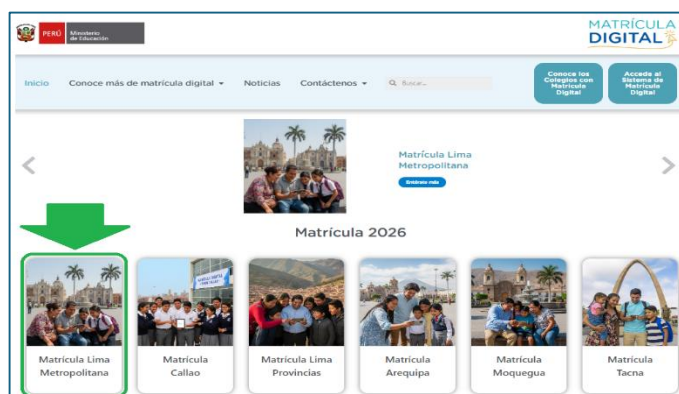 PERÚ
Ministerio
de Educación
MATRÍCULA
DIGITAL
Inicio
Conoce más de matrícula digital
Noticias
Contáctenos
Buscar...
Conoce los
Colegios con
Matrícula
Digital
Acceda al
Sistema de
Matrícula
Digital
Matrícula Lima
Metropolitana
Entérate más
Matrícula 2026
Matrícula Lima
Metropolitana
Matrícula
Callao
Matrícula Lima
Provincias
Matrícula
Arequipa
Matrícula
Moquegua
Matrícula
Tacna